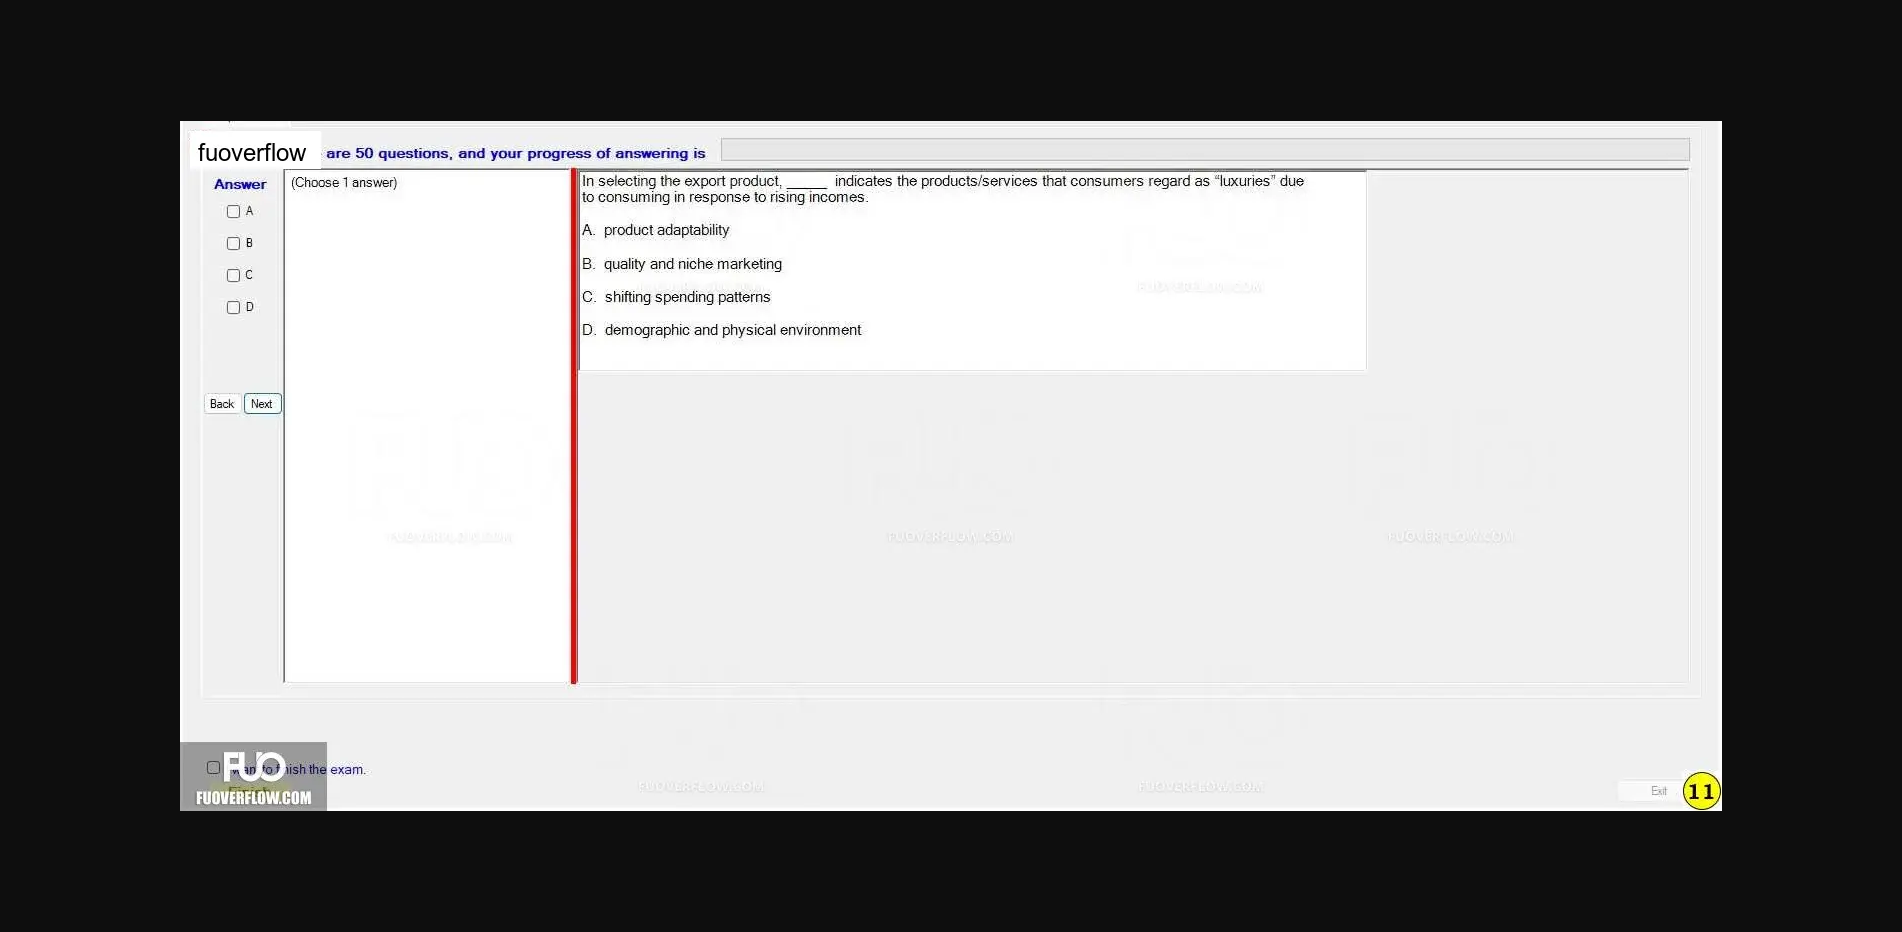 fuoverflow are 50 questions, and your progress of answering is
Answer
(Choose 1 answer)
A
B
C
D
Back Next
In selecting the export product, _____ indicates the products/services that consumers regard as “luxuries” due
to consuming in response to rising incomes.
A. product adaptability
B. quality and niche marketing
C. shifting spending patterns
D. demographic and physical environment
FUOVERFLOW.COM
FUOVERFLOW.COM
FUOVERFLOW.COM
FUOVERFLOW.COM
FUO
want to finish the exam.
Finish
FUOVERFLOW.COM
FUOVERFLOW.COM
FUOVERFLOW.COM
Exit
11